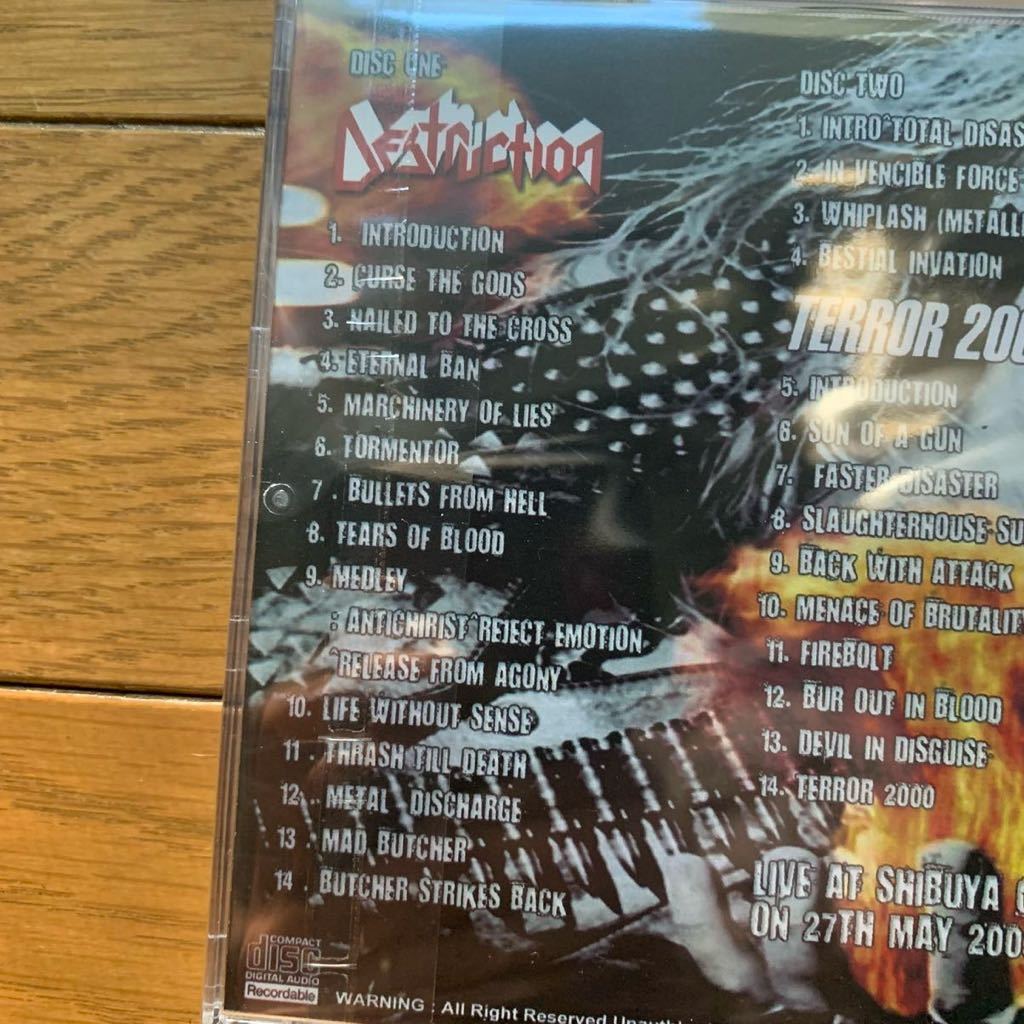 DISC ONE
DESTRUCTION
1. INTRODUCTION
2. CURSE THE GODS
3. NAILED TO THE CROSS
4. ETERNAL BAN
5. MARCHINERY OF LIES
6. TORMENTOR
7. BULLETS FROM HELL
8. TEARS OF BLOOD
9. MEDLEY
: ANTICHIRIST^REJECT EMOTION
^RELEASE FROM AGONY
10. LIFE WITHOUT SENSE
11. THRASH TILL DEATH
12. METAL DISCHARGE
13. MAD BUTCHER
14. BUTCHER STRIKES BACK
COMPACT
disc
DIGITAL AUDIO
Recordable
DISC TWO
1. INTRO^TOTAL DISAS
2. IN VENCIBLE FORCE
3. WHIPLASH (METALLI
4. BESTIAL INVATION
TERROR 200
5. INTRODUCTION
6. SON OF A GUN
7. FASTER DISASTER
8. SLAUGHTERHOUSE SU
9. BACK WITH ATTACK
10. MENACE OF BRUTALIT
11. FIREBOLT
12. BUR OUT IN BLOOD
13. DEVIL IN DISGUISE
14. TERROR 2000
LIVE AT SHIBUYA
ON 27TH MAY 200
WARNING : All Right Reserved